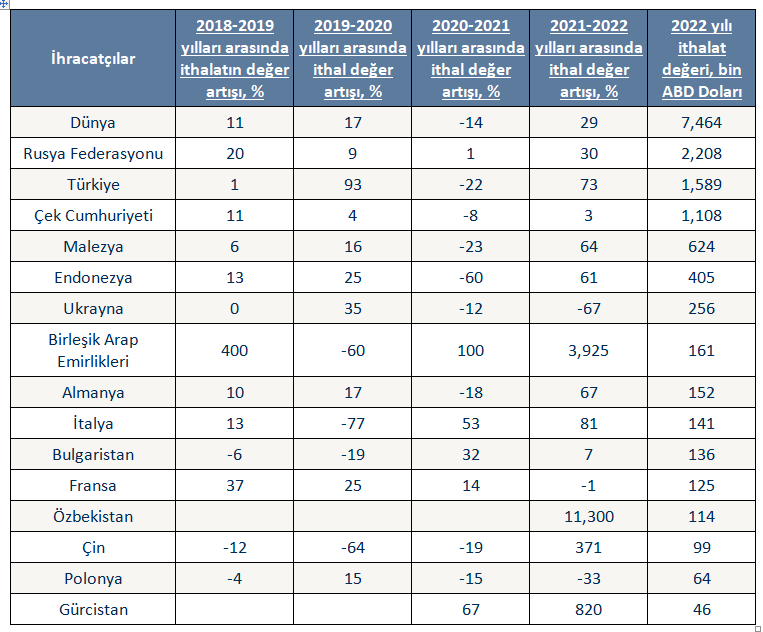 İhracatçılar
2018-2019
yılları arasında
ithalatın değer
artışı, %
2019-2020
yılları arasında
ithal değer
artışı, %
2020-2021
yılları arasında
ithal değer
artışı, %
2021-2022
yılları arasında
ithal değer
artışı, %
2022 yılı
ithalat
değeri, bin
ABD Doları
Dünya 11 17 -14 29 7,464
Rusya Federasyonu 20 9 1 30 2,208
Türkiye 1 93 -22 73 1,589
Çek Cumhuriyeti 11 4 -8 3 1,108
Malezya 6 16 -23 64 624
Endonezya 13 25 -60 61 405
Ukrayna 0 35 -12 -67 256
Birleşik Arap
Emirlikleri 400 -60 100 3,925 161
Almanya 10 17 -18 67 152
İtalya 13 -77 53 81 141
Bulgaristan -6 -19 32 7 136
Fransa 37 25 14 -1 125
Özbekistan 11,300 114
Çin -12 -64 -19 371 99
Polonya -4 15 -15 -33 64
Gürcistan 67 820 46